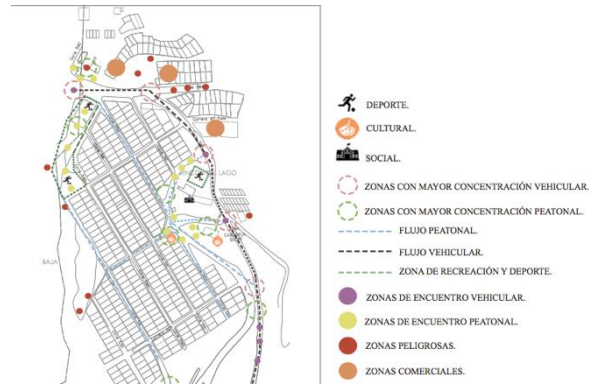 LAGO
BAJA
DEPORTE.
CULTURAL.
SOCIAL.
ZONAS CON MAYOR CONCENTRACIÓN VEHICULAR.
ZONAS CON MAYOR CONCENTRACIÓN PEATONAL.
FLUJO PEATONAL.
FLUJO VEHICULAR.
ZONA DE RECREACIÓN Y DEPORTE.
ZONAS DE ENCUENTRO VEHICULAR.
ZONAS DE ENCUENTRO PEATONAL.
ZONAS PELIGROSAS.
ZONAS COMERCIALES.